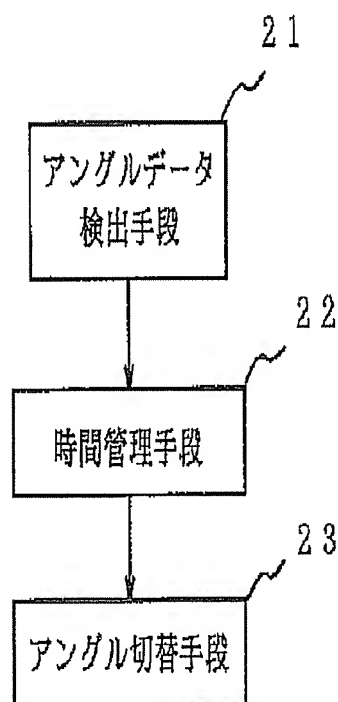 21
アングルデータ
検出手段
22
時間管理手段
23
アングル切替手段